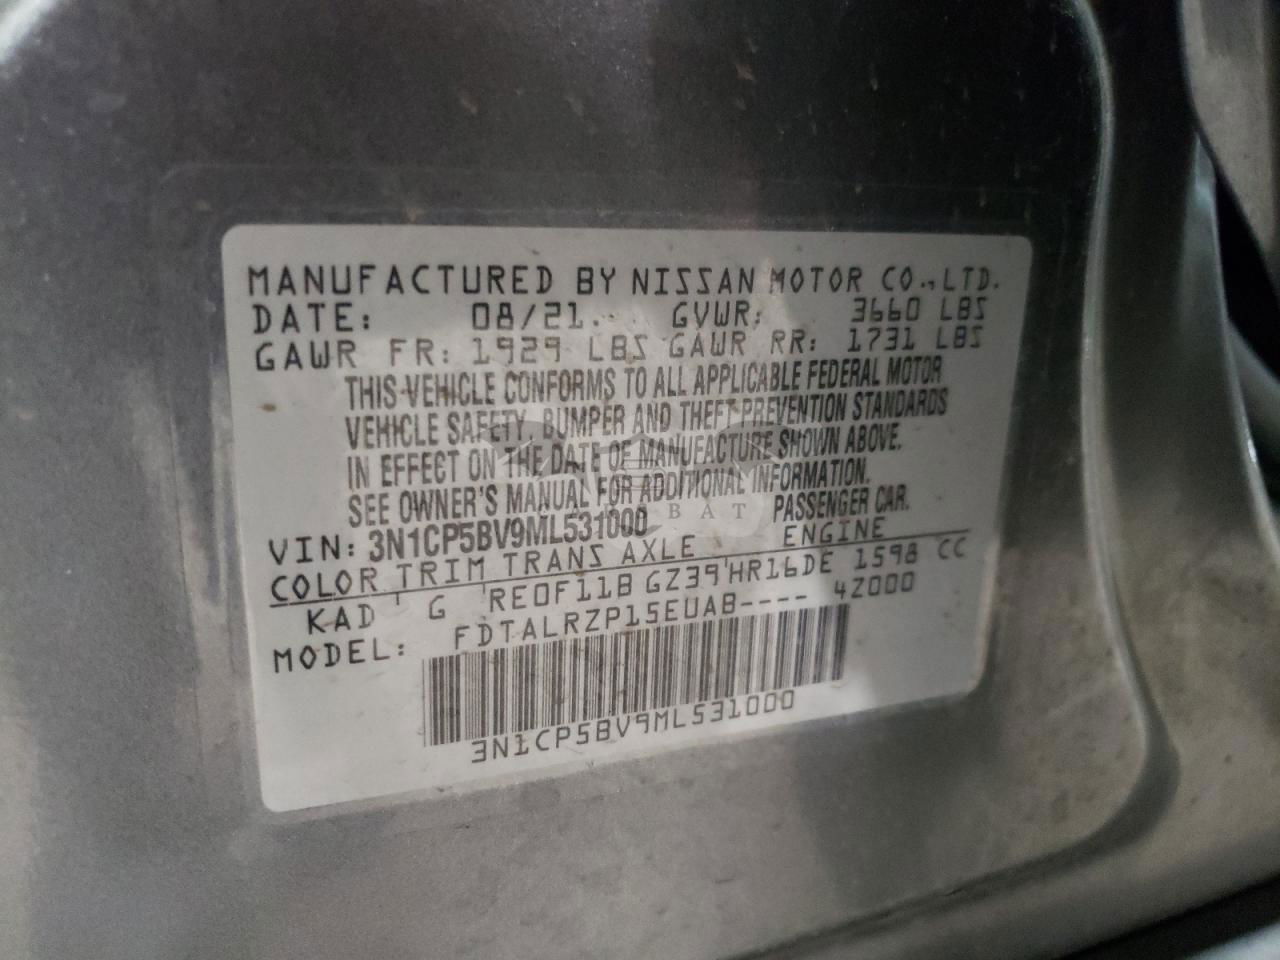 MANUFACTURED BY NISSAN MOTOR CO.,LTD.
DATE: 08/21. GVWR: 3660 LBS
GAWR FR: 1929 LBS GAWR RR: 1731 LBS
THIS VEHICLE CONFORMS TO ALL APPLICABLE FEDERAL MOTOR
VEHICLE SAFETY, BUMPER AND THEFT PREVENTION STANDARDS
IN EFFECT ON THE DATE OF MANUFACTURE SHOWN ABOVE.
SEE OWNER'S MANUAL FOR ADDITIONAL INFORMATION.
PASSENGER CAR.
VIN: 3N1CP5BV9ML531000
COLOR TRIM TRANS AXLE ENGINE
KAD ' G 'RE0F11B GZ39'HR16DE 1598 CC
MODEL: FDTALRZP15EUAB---- 4Z000
3N1CP5BV9ML531000